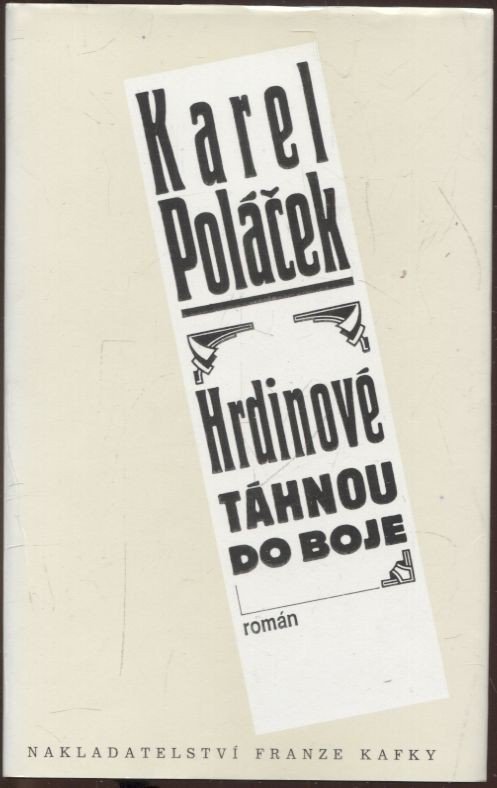 Karel
Poláček
Hrdinové
TÁHNOU
DO BOJE
román
NAKLADATELSTVÍ FRANZE KAFKY